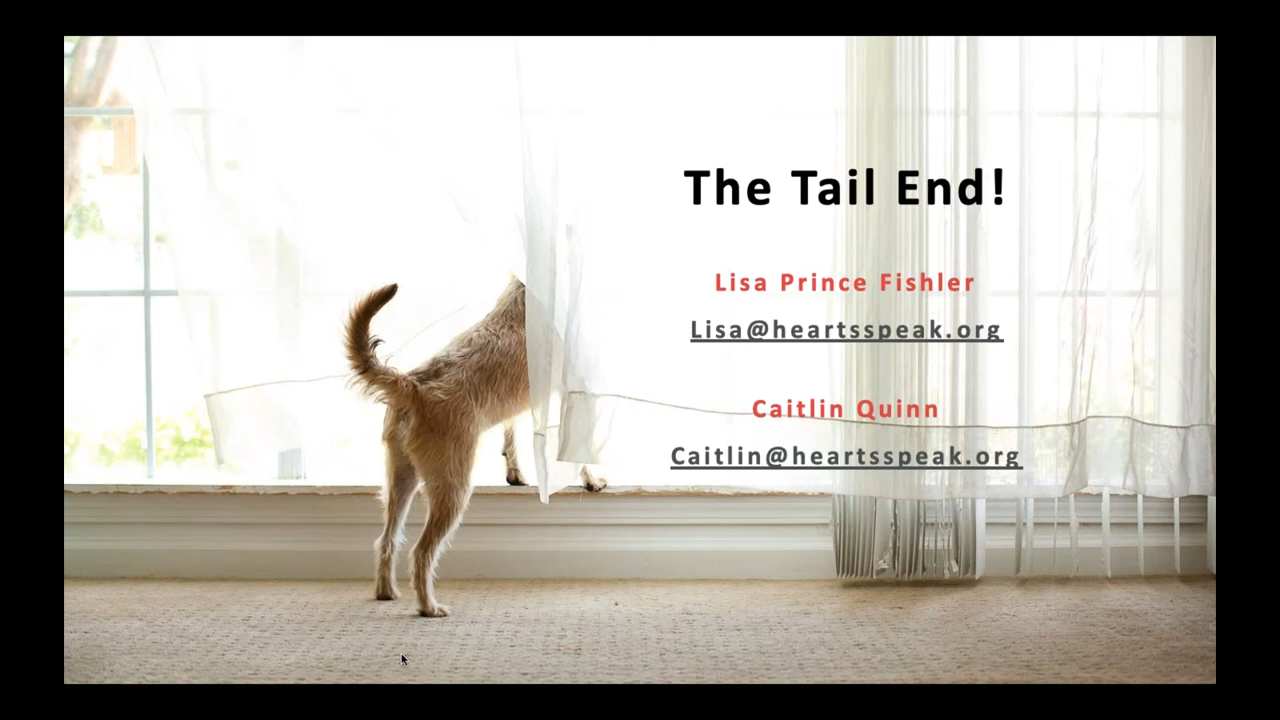 The Tail End!
Lisa Prince Fishler
Lisa@heartsspeak.org
Caitlin Quinn
Caitlin@heartsspeak.org